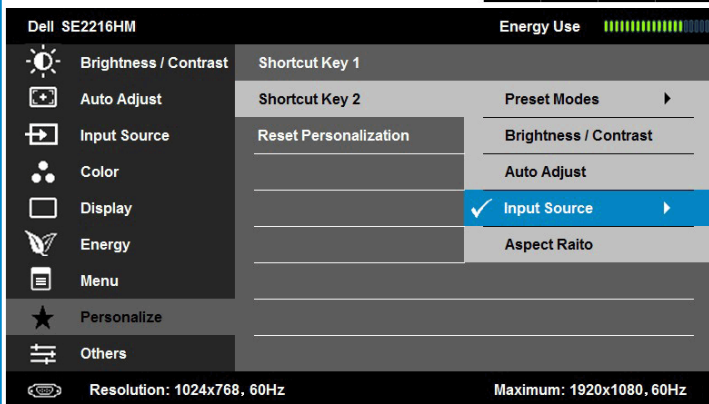 Dell SE2216HM Energy Use
Brightness / Contrast Shortcut Key 1
Auto Adjust Shortcut Key 2 Preset Modes
Input Source Reset Personalization Brightness / Contrast
Color Auto Adjust
Display Input Source
Energy Aspect Raito
Menu
Personalize
Others
Resolution: 1024x768, 60Hz Maximum: 1920x1080, 60Hz